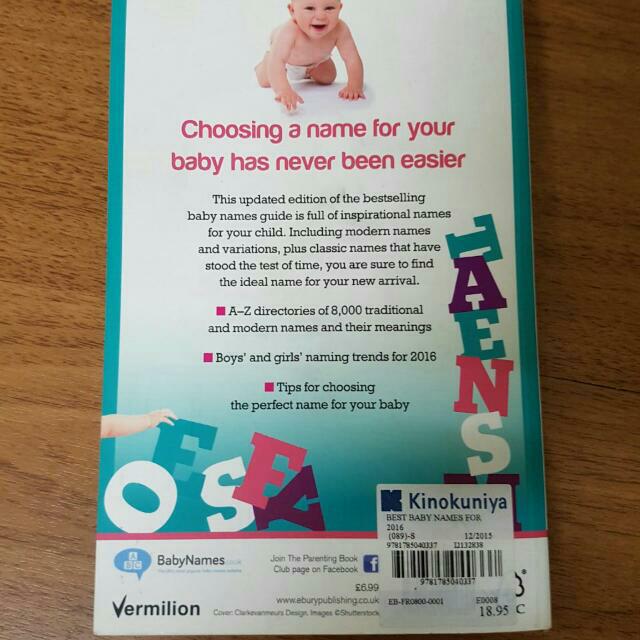 Choosing a name for your
baby has never been easier
This updated edition of the bestselling
baby names guide is full of inspirational names
for your child. Including modern names
and variations, plus classic names that have
stood the test of time, you are sure to find
the ideal name for your new arrival.
A–Z directories of 8,000 traditional
and modern names and their meanings
Boys' and girls' naming trends for 2016
Tips for choosing
the perfect name for your baby
L
A
E
N
S
O
F
S
E
A
Kinokuniya
BEST BABY NAMES FOR
2016
(089)-S 12/2015
9781785040337 I2132838
9781785040337
EB-FR0800-0001 E0008
18.95 C
A B C
BabyNames.co.uk
Join The Parenting Book
Club page on Facebook
f
£6.99
www.eburypublishing.co.uk
Vermilion
Cover: Clarkevanmeurs Design, Images ©Shutterstock